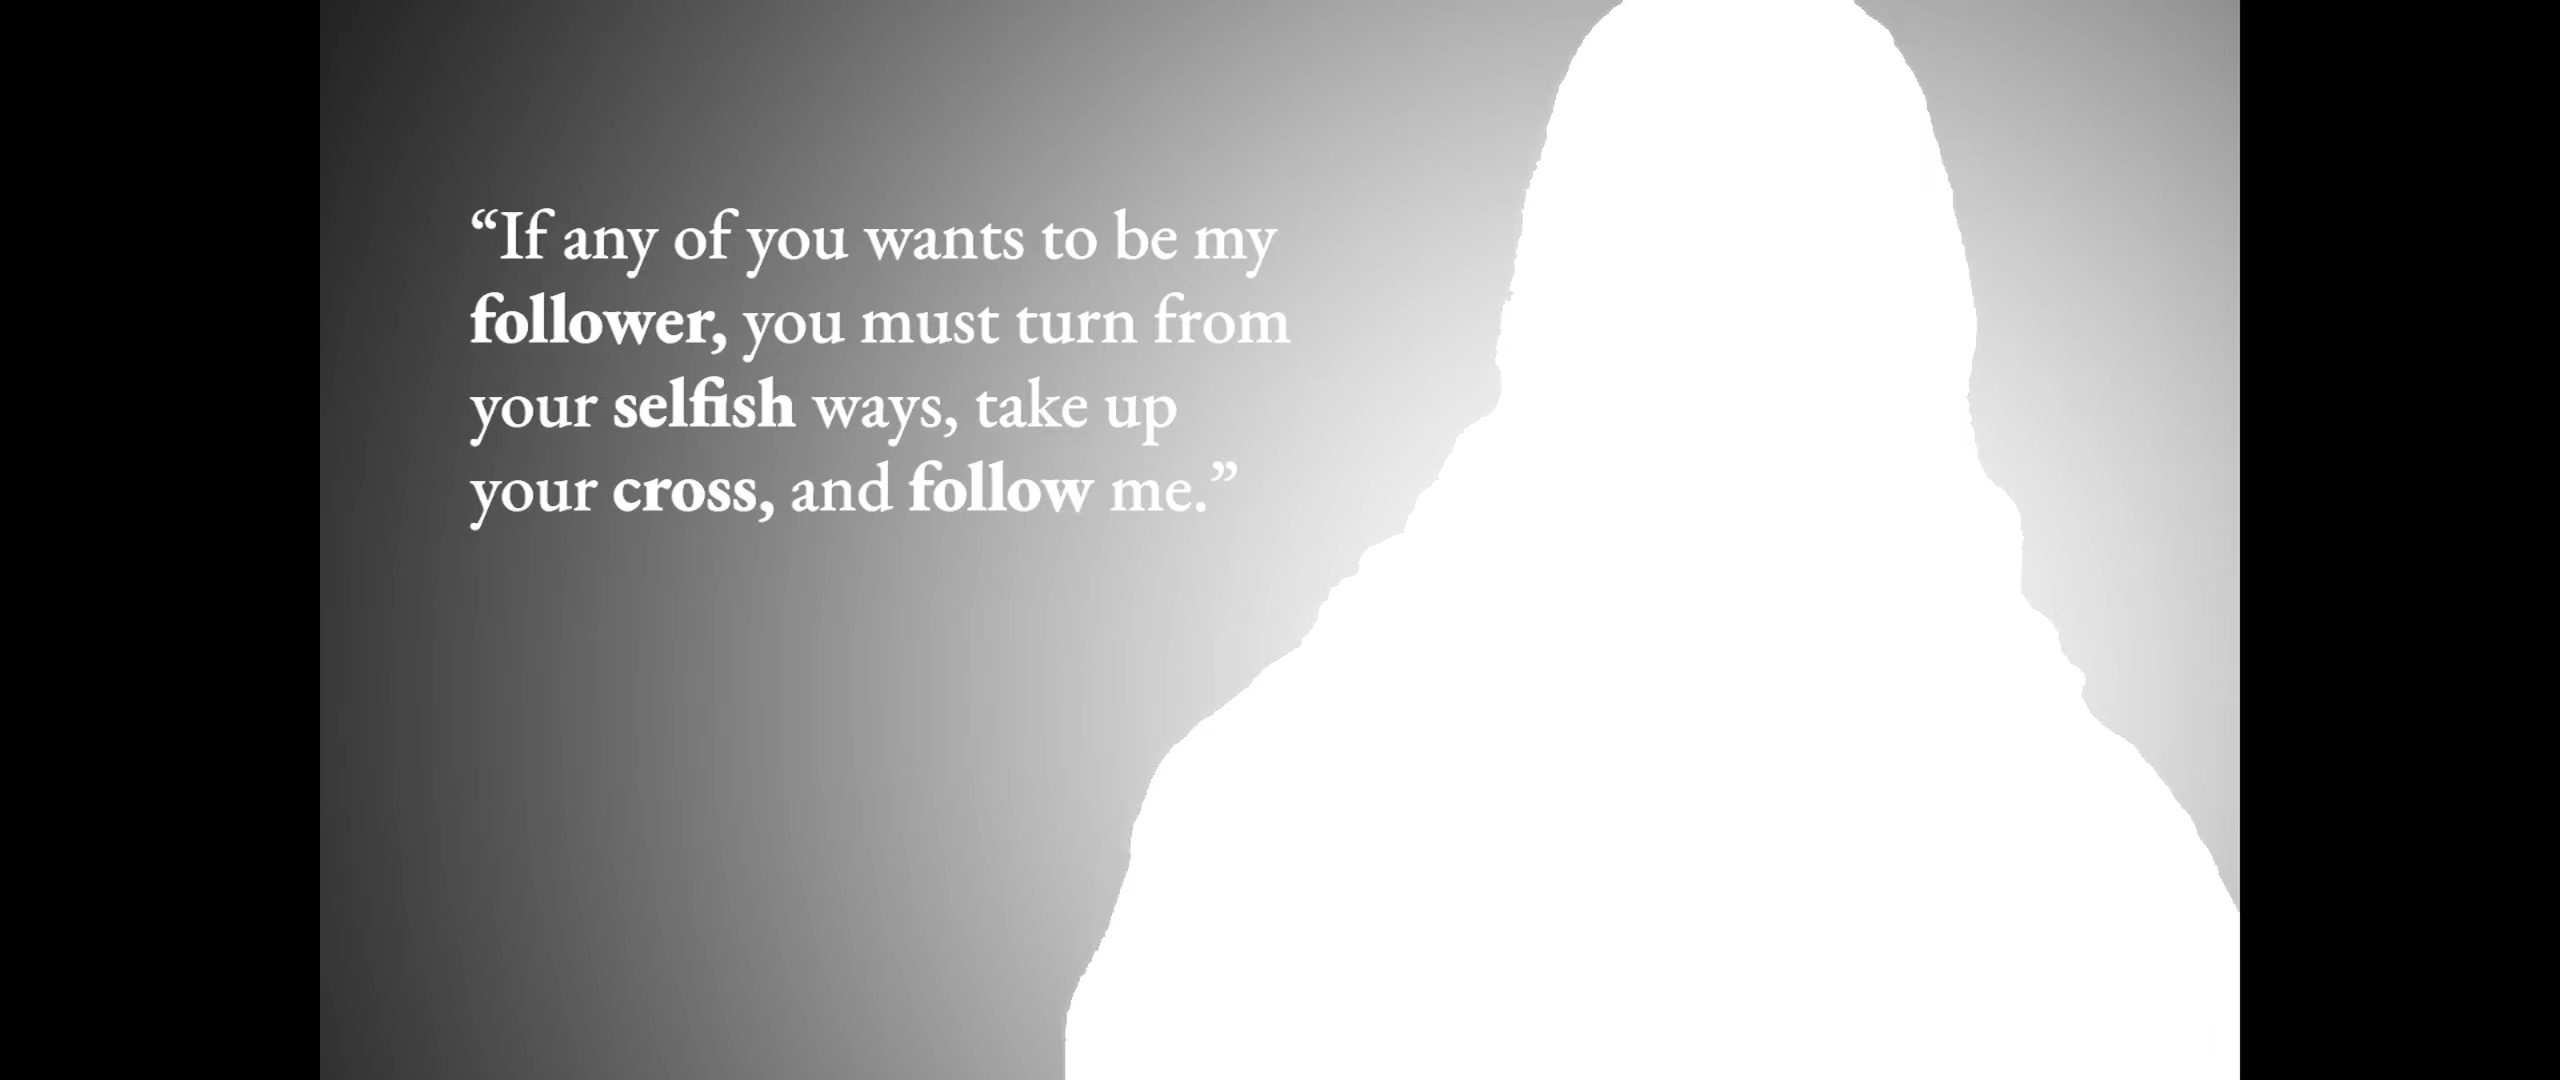 “If any of you wants to be my
follower, you must turn from
your selfish ways, take up
your cross, and follow me.”